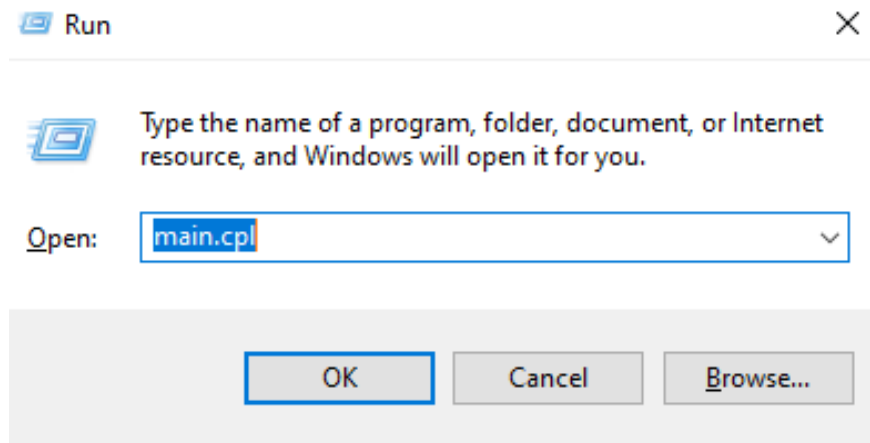 Run
Type the name of a program, folder, document, or Internet
resource, and Windows will open it for you.
Open: main.cpl
OK Cancel Browse...